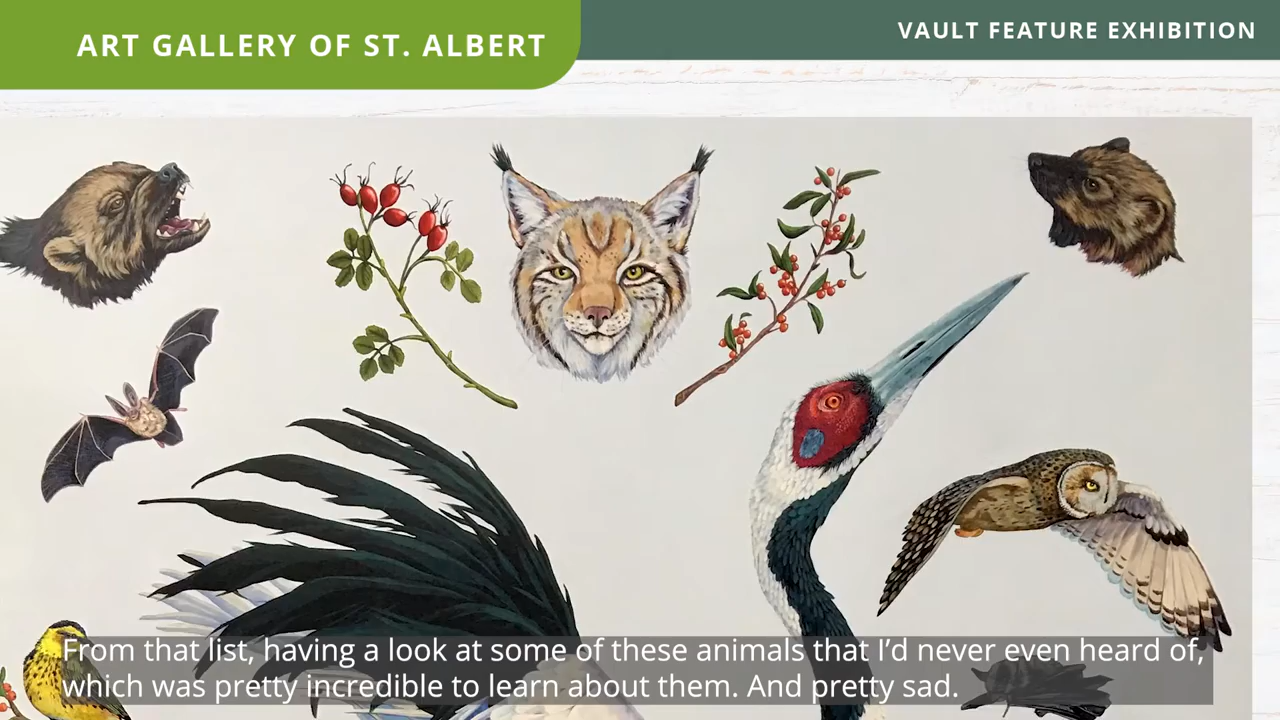 ART GALLERY OF ST. ALBERT
VAULT FEATURE EXHIBITION
From that list, having a look at some of these animals that I’d never even heard of,
which was pretty incredible to learn about them. And pretty sad.